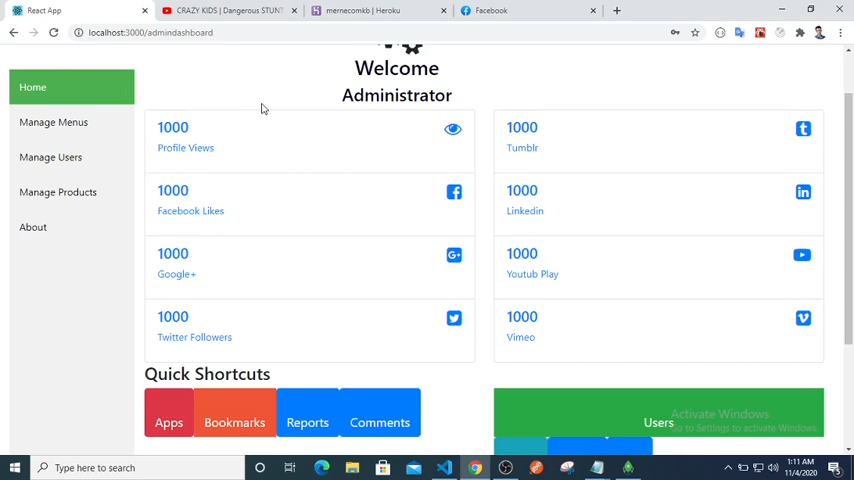 React App
CRAZY KIDS | Dangerous STUNT
mernecomkb | Heroku
Facebook
localhost:3000/admindashboard
Welcome
Administrator
Home
Manage Menus
Manage Users
Manage Products
About
1000
Profile Views
1000
Facebook Likes
1000
Google+
1000
Twitter Followers
1000
Tumblr
1000
Linkedin
1000
Youtub Play
1000
Vimeo
Quick Shortcuts
Apps
Bookmarks
Reports
Comments
Users
Activate Windows
Go to Settings to activate Windows.
Type here to search
1:11 AM
11/4/2020